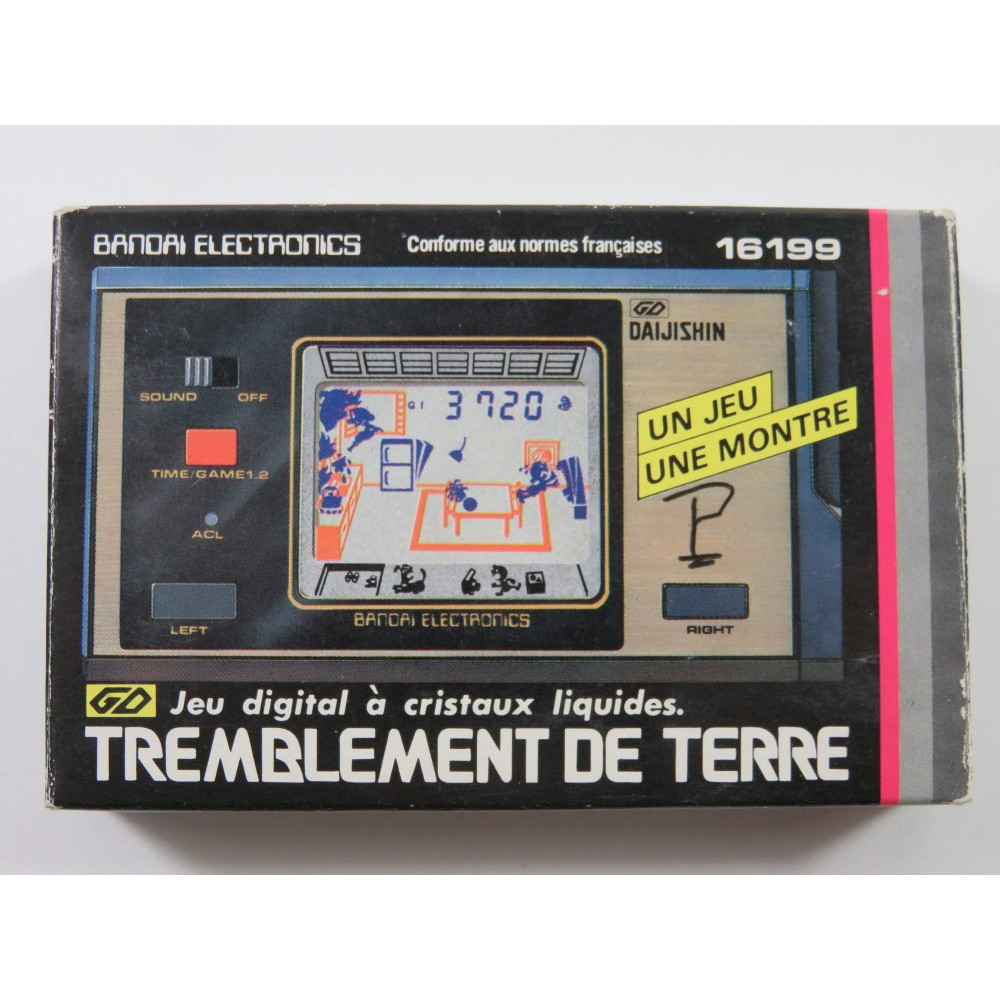 BANDAI ELECTRONICS Conforme aux normes françaises 16199
GD
DAIJISHIN
SOUND OFF
G1 3720
UN JEU
UNE MONTRE
TIME/GAME1.2
P
ACL
LEFT
RIGHT
BANDAI ELECTRONICS
GD Jeu digital à cristaux liquides.
TREMBLEMENT DE TERRE